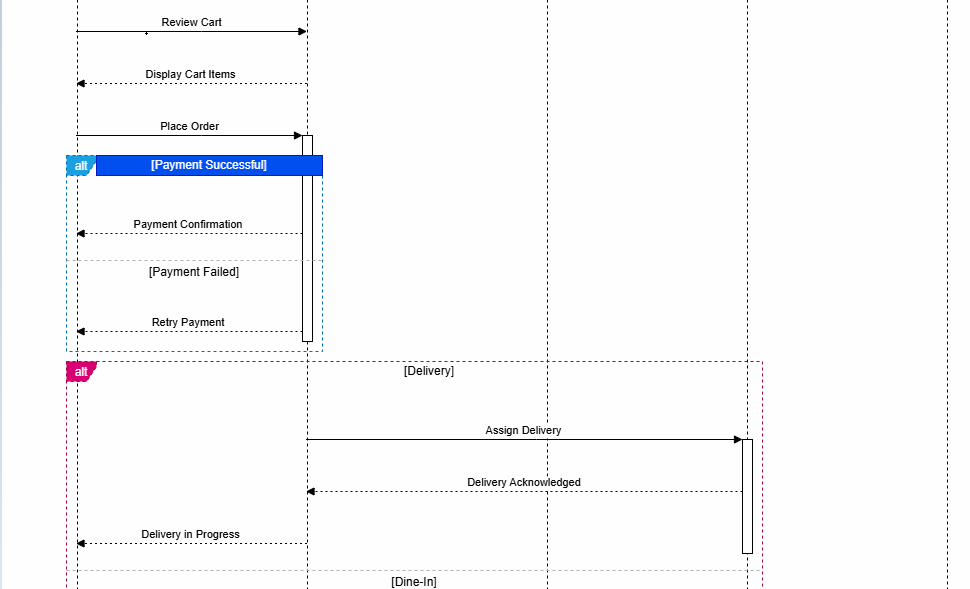 Review Cart
Display Cart Items
Place Order
alt [Payment Successful]
Payment Confirmation
[Payment Failed]
Retry Payment
alt [Delivery]
Assign Delivery
Delivery Acknowledged
Delivery in Progress
[Dine-In]